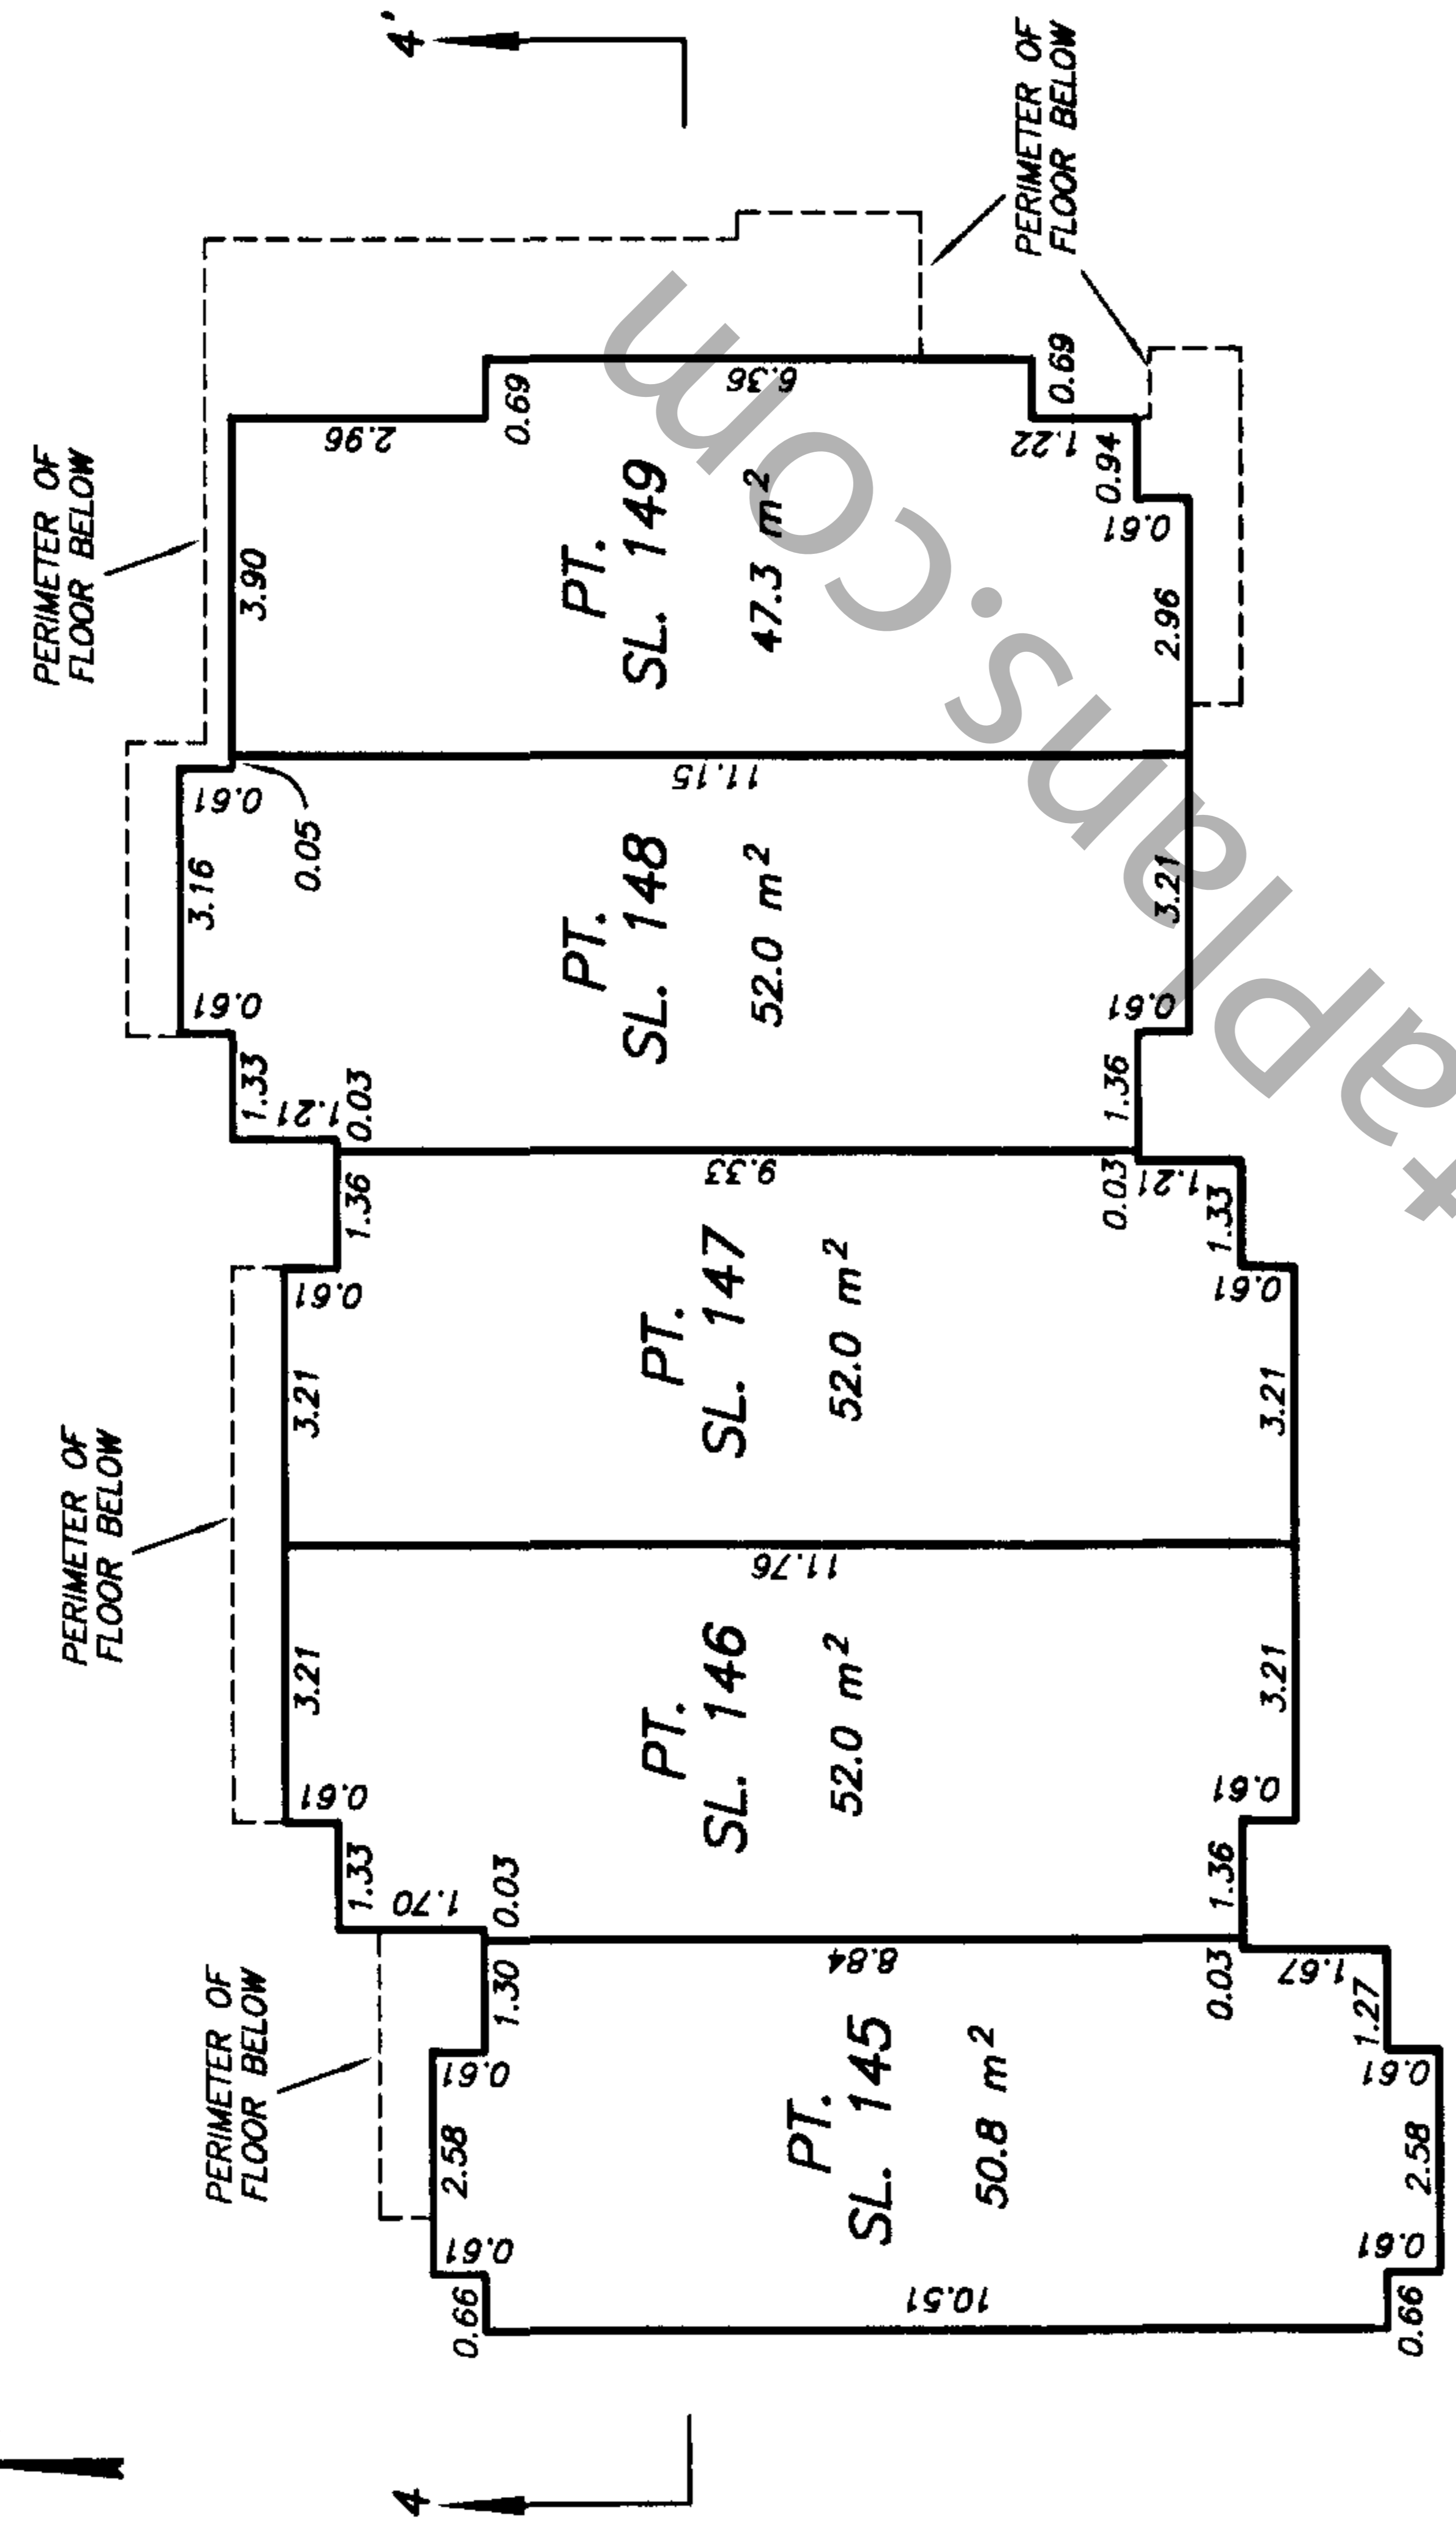 4'
PERIMETER OF
FLOOR BELOW
PERIMETER OF
FLOOR BELOW
3.90
2.96
0.69
6.36
0.69
1.22
0.94
0.61
2.96
PT.
SL. 149
47.3 m²
11.15
0.61
0.05
3.16
0.61
1.33
1.21
0.03
PT.
SL. 148
52.0 m²
3.21
0.61
1.36
9.33
0.03
1.21
1.33
0.61
1.36
0.61
3.21
PT.
SL. 147
52.0 m²
3.21
PERIMETER OF
FLOOR BELOW
11.76
3.21
0.61
1.33
1.70
0.03
PT.
SL. 146
52.0 m²
3.21
0.61
1.36
8.84
0.03
1.67
1.27
0.61
PERIMETER OF
FLOOR BELOW
1.30
0.61
2.58
0.61
0.66
PT.
SL. 145
50.8 m²
10.51
2.58
0.61
0.66
4
taplans.com